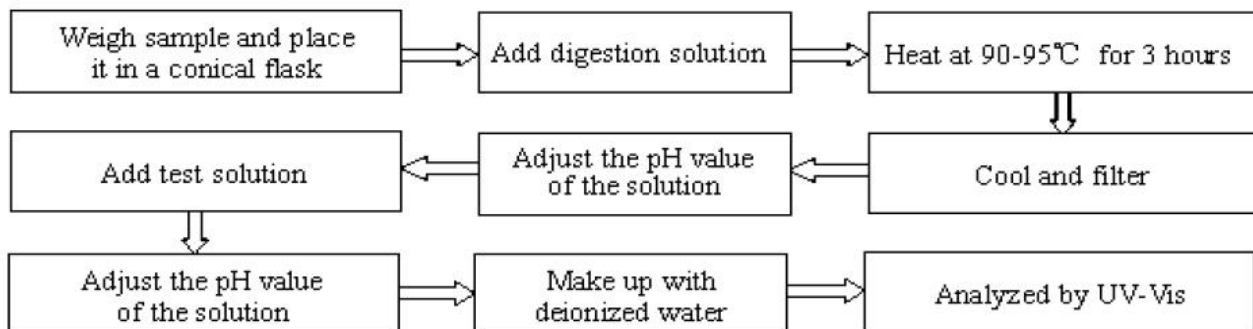 Weigh sample and place
it in a conical flask
Add digestion solution
Heat at 90-95℃ for 3 hours
Cool and filter
Adjust the pH value
of the solution
Add test solution
Adjust the pH value
of the solution
Make up with
deionized water
Analyzed by UV-Vis